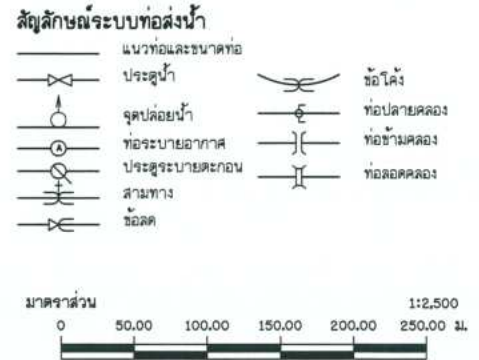 สัญลักษณ์ระบบท่อส่งน้ำ
แนวท่อและขนาดท่อ
ประตูน้ำ
จุดปล่อยน้ำ
A ท่อระบายอากาศ
ประตูระบายตะกอน
สามทาง
ข้อลด
ข้อโค้ง
ท่อปลายคลอง
ท่อข้ามคลอง
ท่อลอดคลอง
มาตราส่วน 1:2,500
0 50.00 100.00 150.00 200.00 250.00 ม.